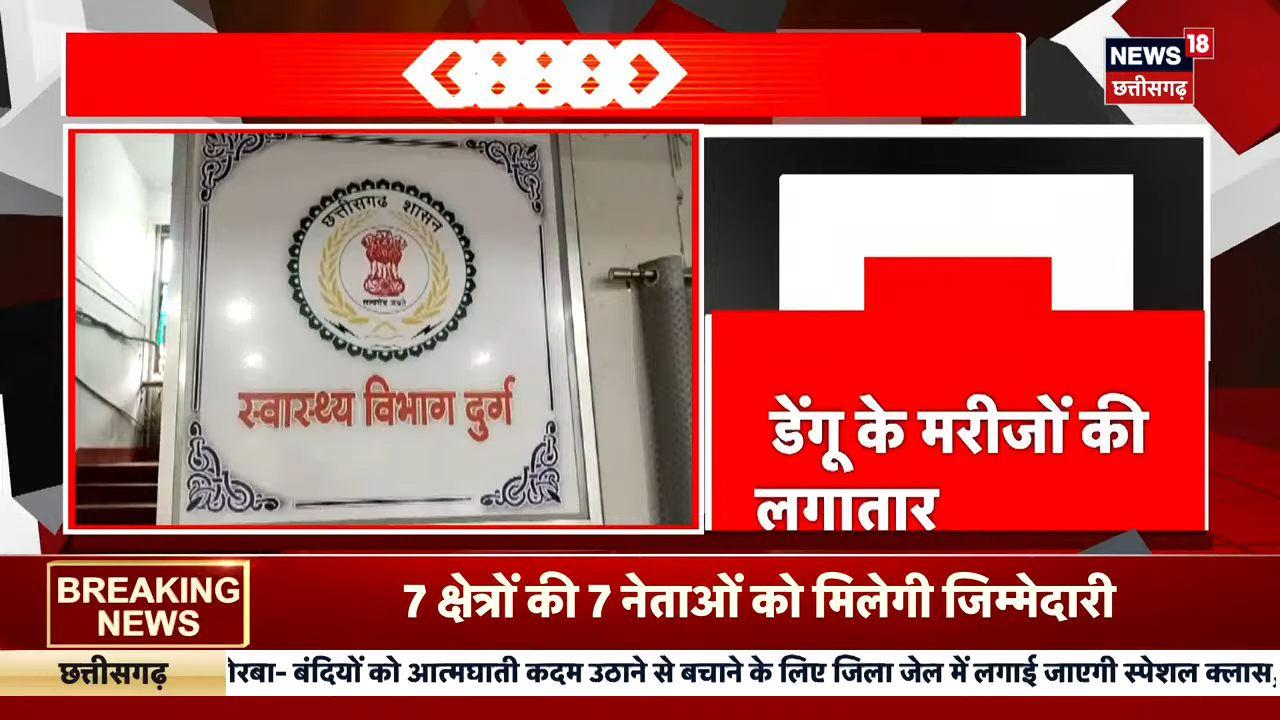 NEWS 18
छत्तीसगढ़
छत्तीसगढ़ शासन
सत्यमेव जयते
स्वास्थ्य विभाग दुर्ग
डेंगू के मरीजों की
लगातार
BREAKING
NEWS
7 क्षेत्रों की 7 नेताओं को मिलेगी जिम्मेदारी
छत्तीसगढ़
बंदियों को आत्मघाती कदम उठाने से बचाने के लिए जिला जेल में लगाई जाएगी स्पेशल क्लास,